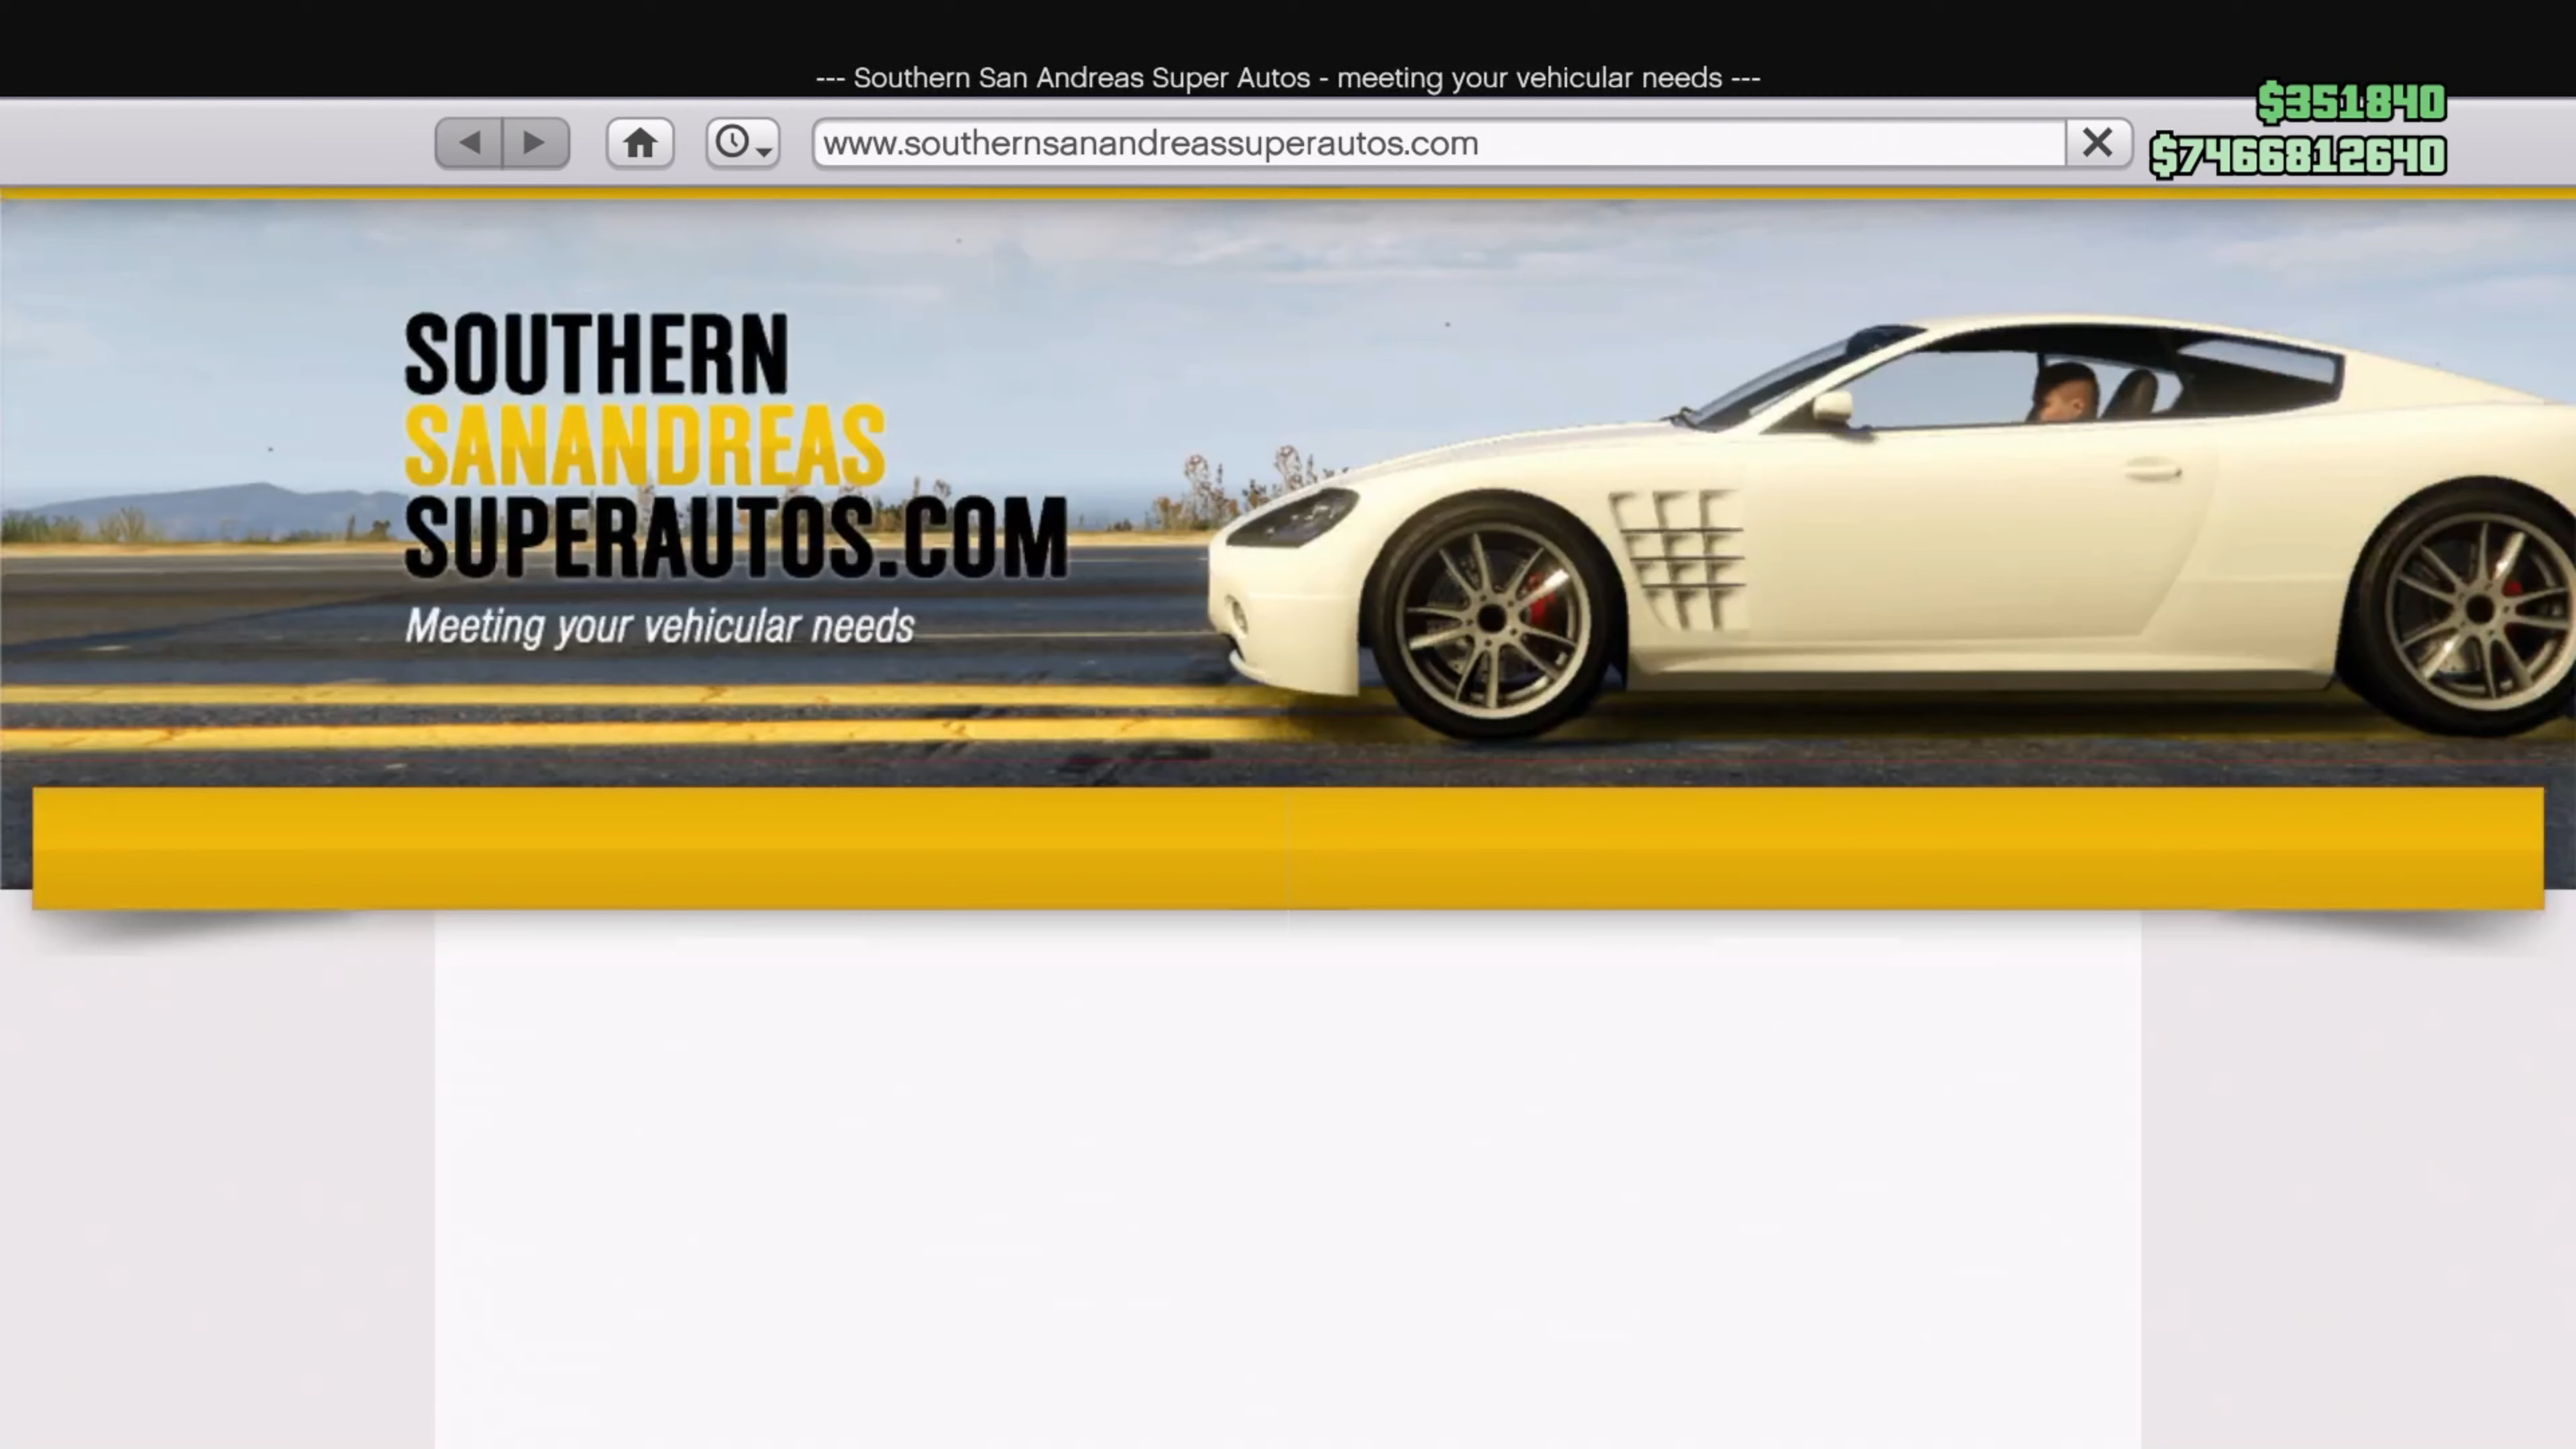 --- Southern San Andreas Super Autos - meeting your vehicular needs ---
$351840
www.southernsanandreassuperautos.com
$7466812640
SOUTHERN
SANANDREAS
SUPERAUTOS.COM
Meeting your vehicular needs